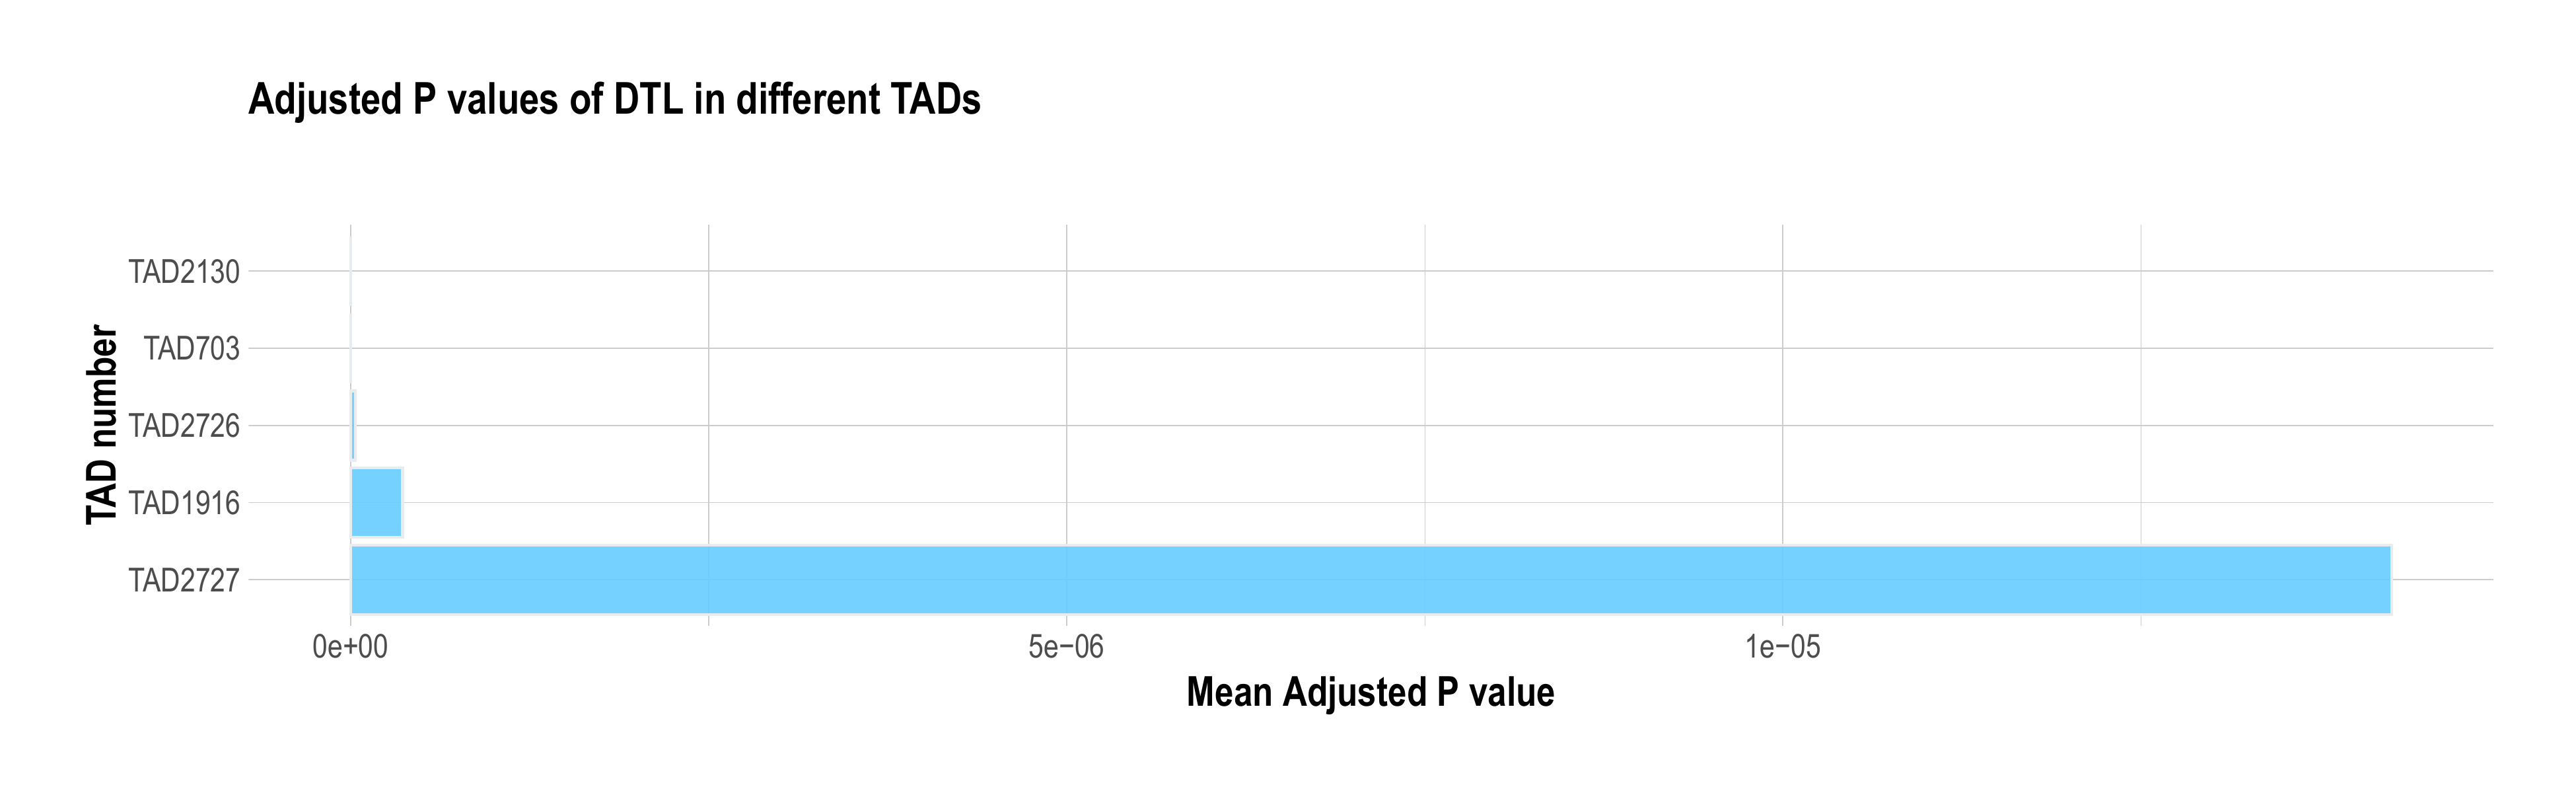 Adjusted P values of DTL in different TADs
TAD number
TAD2130
TAD703
TAD2726
TAD1916
TAD2727
0e+00
5e−06
1e−05
Mean Adjusted P value